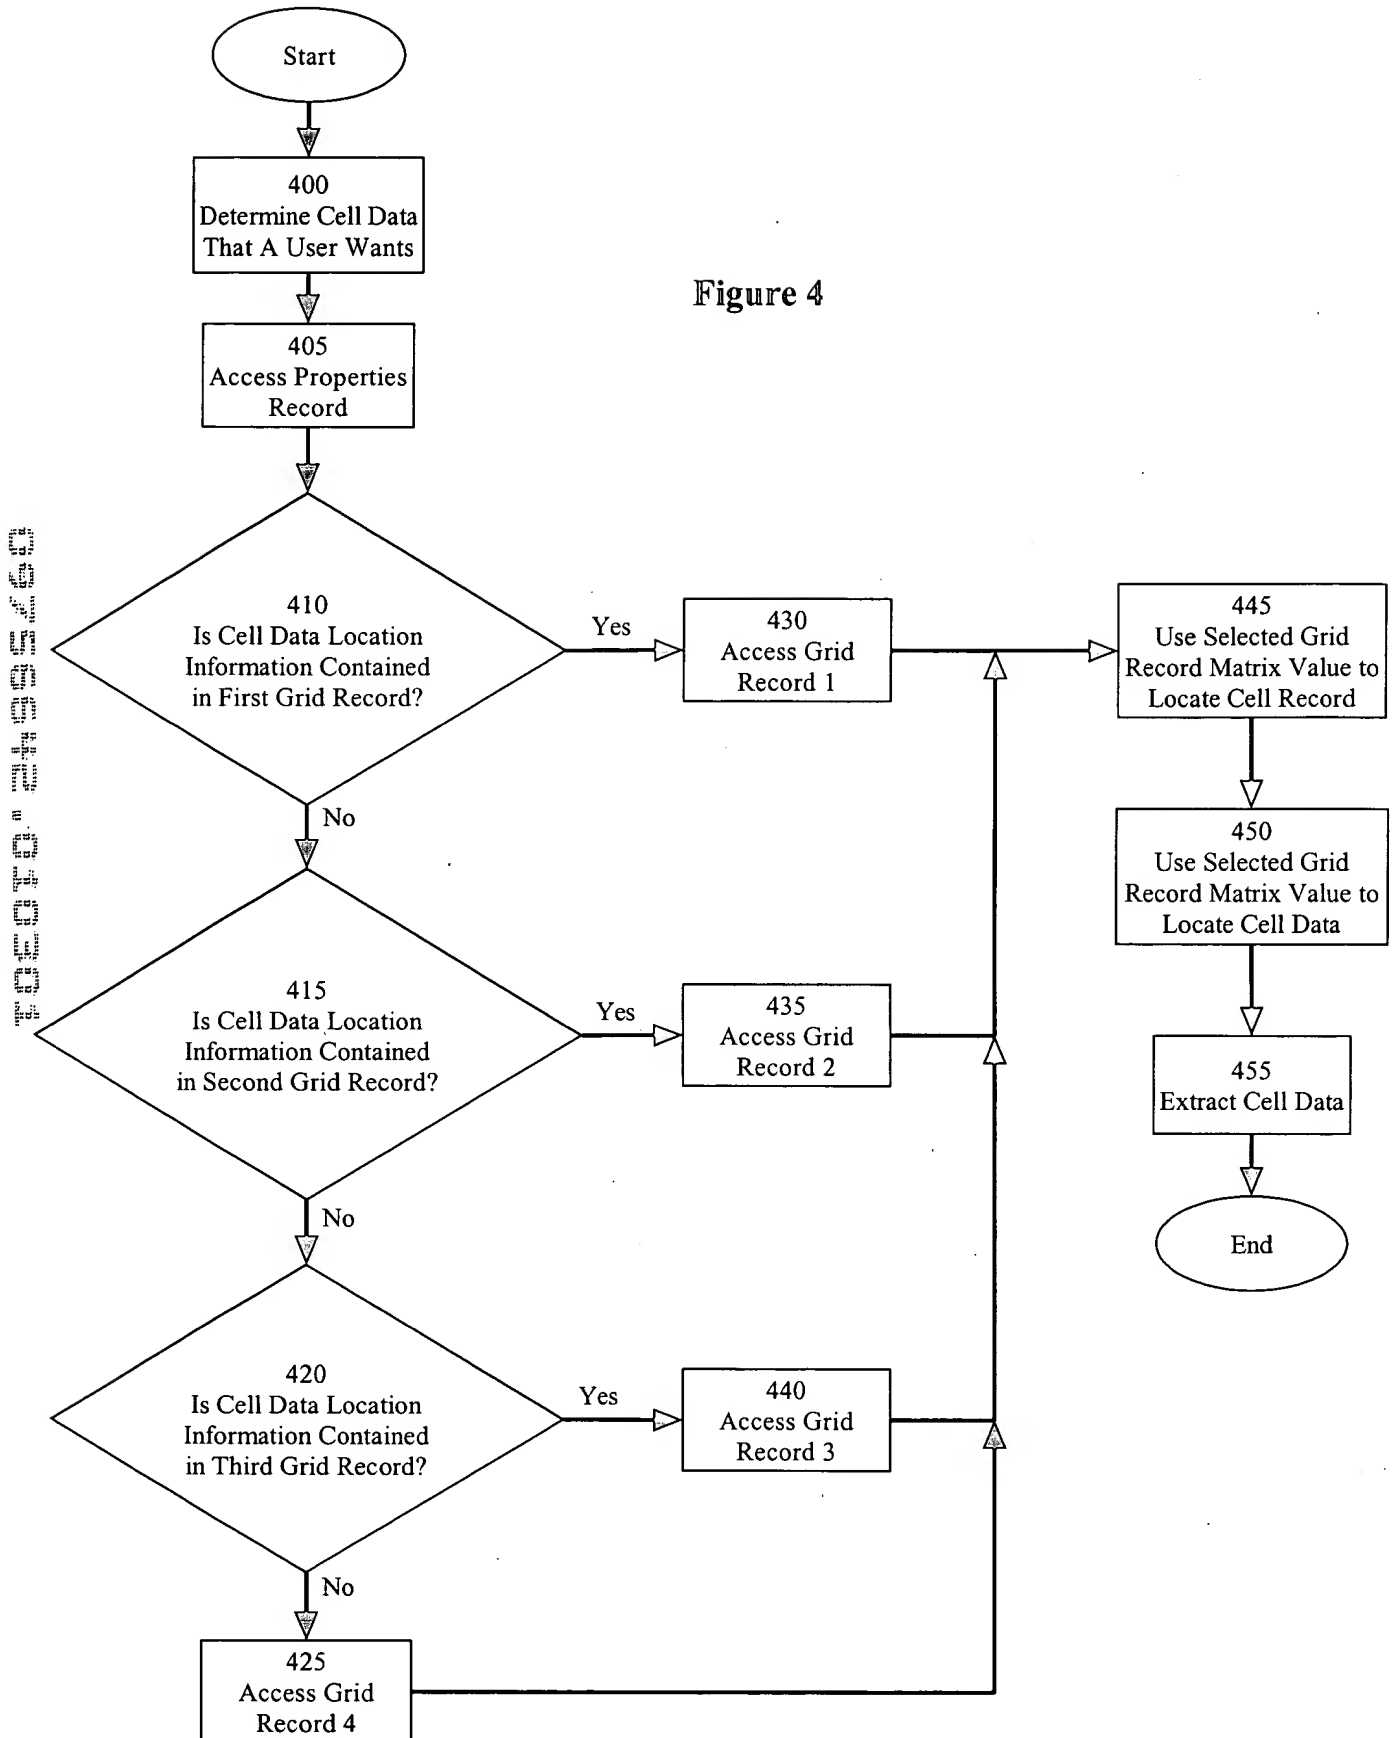 Start
400
Determine Cell Data
That A User Wants
Figure 4
405
Access Properties
Record
410
Is Cell Data Location
Information Contained
in First Grid Record?
Yes
430
Access Grid
Record 1
445
Use Selected Grid
Record Matrix Value to
Locate Cell Record
No
450
Use Selected Grid
Record Matrix Value to
Locate Cell Data
415
Is Cell Data Location
Information Contained
in Second Grid Record?
Yes
435
Access Grid
Record 2
455
Extract Cell Data
No
End
420
Is Cell Data Location
Information Contained
in Third Grid Record?
Yes
440
Access Grid
Record 3
No
425
Access Grid
Record 4
09756642.010301